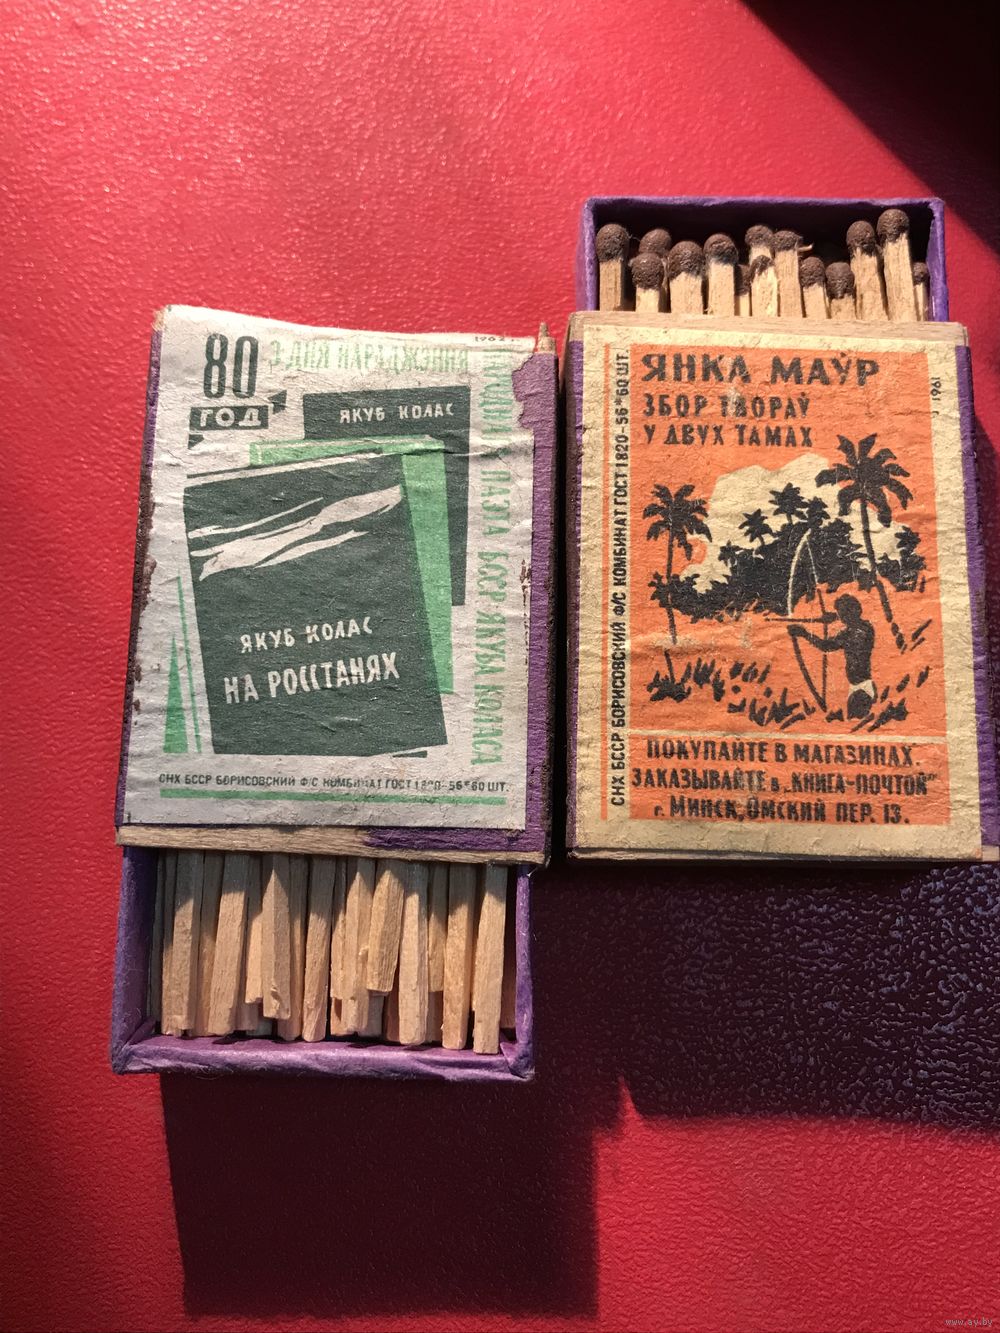 80
ГОД
З ДНЯ НАРАДЖЭННЯ
НАРОДНАГА ПАЭТА БССР ЯКУБА КОЛАСА
1962
ЯКУБ КОЛАС
ЯКУБ КОЛАС
НА РОССТАНЯХ
СНХ БССР БОРИСОВСКИЙ Ф/С КОМБИНАТ ГОСТ 1820-56* 60 ШТ.
ЯНКА МАЎР
ЗБОР ТВОРАЎ
У ДВУХ ТАМАХ
1961
СНХ БССР БОРИСОВСКИЙ Ф/С КОМБИНАТ ГОСТ 1820-56* 60 ШТ.
ПОКУПАЙТЕ В МАГАЗИНАХ.
ЗАКАЗЫВАЙТЕ В „КНИГА-ПОЧТОЙ“
г. МИНСК, ОМСКИЙ ПЕР. 13.
www.ay.by